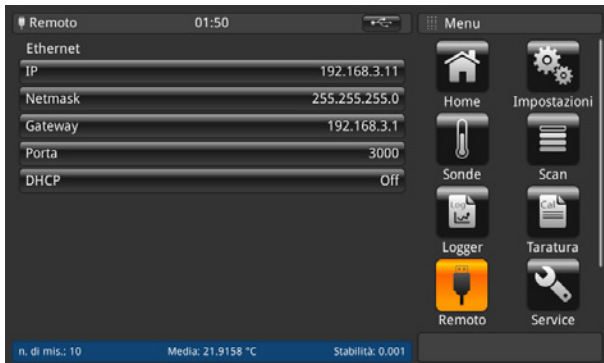 Remoto 01:50
Menu
Ethernet
IP 192.168.3.11
Netmask 255.255.255.0
Gateway 192.168.3.1
Porta 3000
DHCP Off
Home Impostazioni
Sonde Scan
Log Cal
Logger Taratura
Remoto Service
n. di mis.: 10 Media: 21.9158 °C Stabilità: 0.001